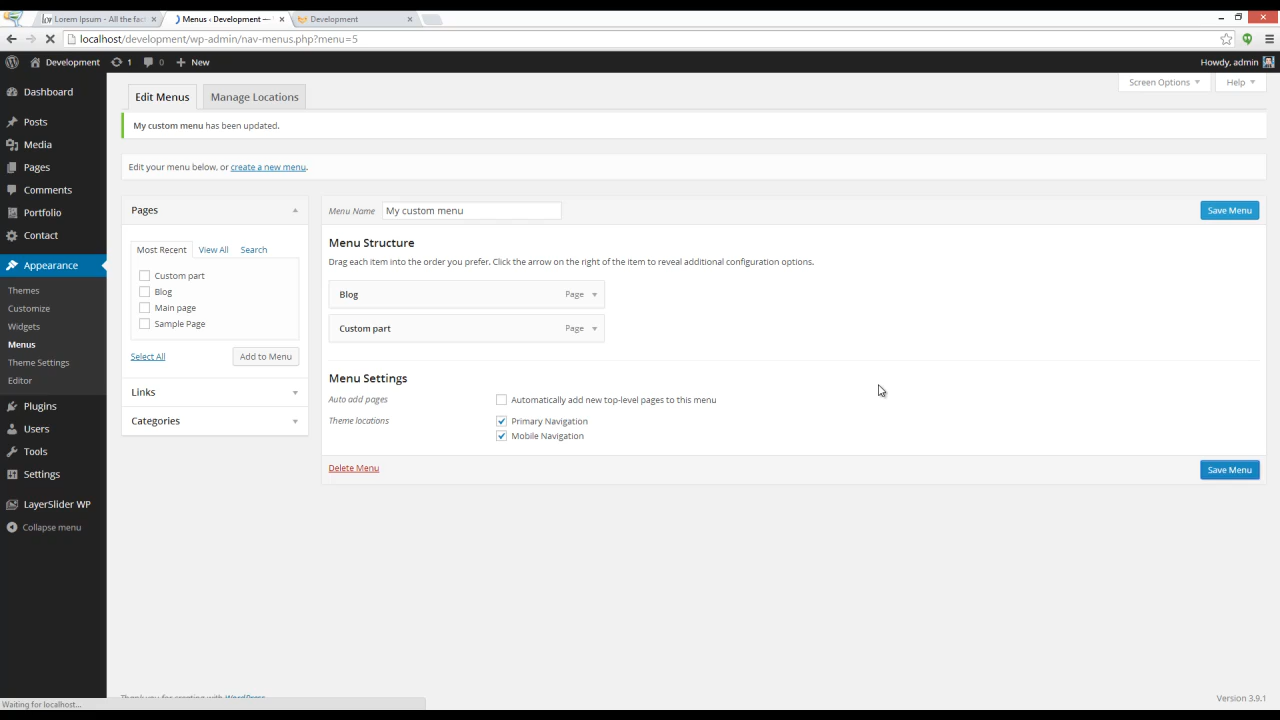 Lorem Ipsum - All the fac
Menus ‹ Development —
Development
localhost/development/wp-admin/nav-menus.php?menu=5
Development
1
0
New
Howdy, admin
Dashboard
Posts
Media
Pages
Comments
Portfolio
Contact
Appearance
Themes
Customize
Widgets
Menus
Theme Settings
Editor
Plugins
Users
Tools
Settings
LayerSlider WP
Collapse menu
Screen Options
Help
Edit Menus
Manage Locations
My custom menu has been updated.
Edit your menu below, or create a new menu.
Pages
Most Recent
View All
Search
Custom part
Blog
Main page
Sample Page
Select All
Add to Menu
Links
Categories
Menu Name
My custom menu
Save Menu
Menu Structure
Drag each item into the order you prefer. Click the arrow on the right of the item to reveal additional configuration options.
Blog
Page
Custom part
Page
Menu Settings
Auto add pages
Automatically add new top-level pages to this menu
Theme locations
Primary Navigation
Mobile Navigation
Delete Menu
Save Menu
Thank you for creating with WordPress
Version 3.9.1
Waiting for localhost...